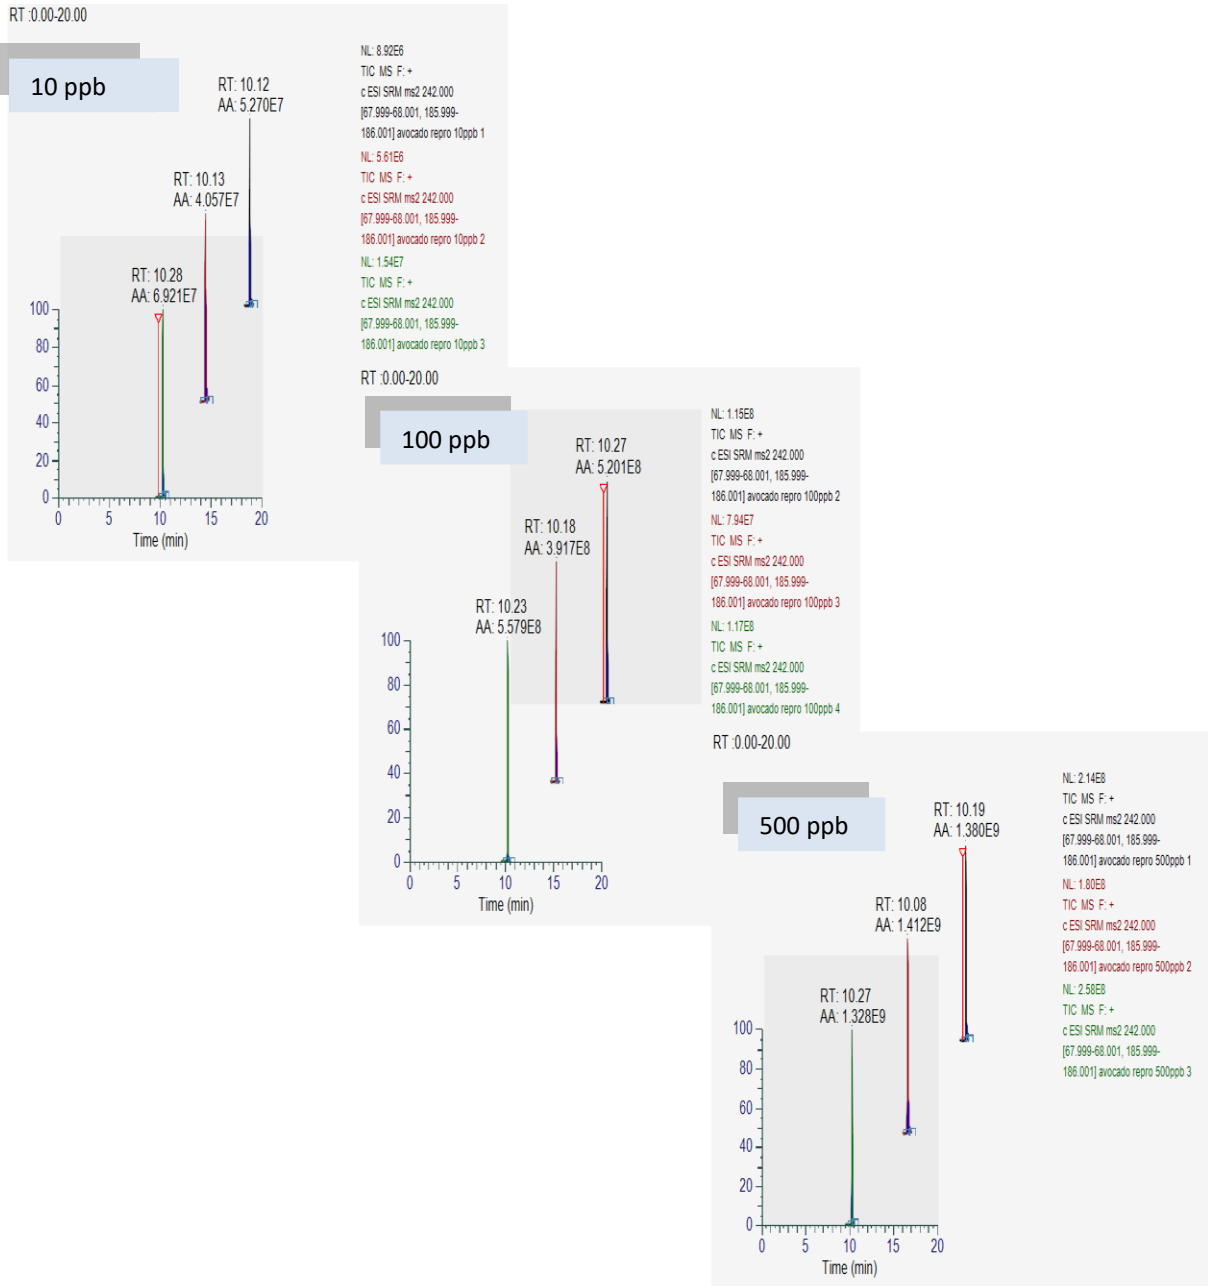 RT :0.00-20.00
10 ppb
RT: 10.12
AA: 5.270E7
RT: 10.13
AA: 4.057E7
RT: 10.28
AA: 6.921E7
100
80
60
40
20
0
0 5 10 15 20
Time (min)
NL: 8.92E6
TIC MS F: +
c ESI SRM ms2 242.000
[67.999-68.001, 185.999-
186.001] avocado repro 10ppb 1
NL: 5.61E6
TIC MS F: +
c ESI SRM ms2 242.000
[67.999-68.001, 185.999-
186.001] avocado repro 10ppb 2
NL: 1.54E7
TIC MS F: +
c ESI SRM ms2 242.000
[67.999-68.001, 185.999-
186.001] avocado repro 10ppb 3
RT :0.00-20.00
100 ppb
RT: 10.27
AA: 5.201E8
RT: 10.18
AA: 3.917E8
RT: 10.23
AA: 5.579E8
100
80
60
40
20
0
0 5 10 15 20
Time (min)
NL: 1.15E8
TIC MS F: +
c ESI SRM ms2 242.000
[67.999-68.001, 185.999-
186.001] avocado repro 100ppb 2
NL: 7.94E7
TIC MS F: +
c ESI SRM ms2 242.000
[67.999-68.001, 185.999-
186.001] avocado repro 100ppb 3
NL: 1.17E8
TIC MS F: +
c ESI SRM ms2 242.000
[67.999-68.001, 185.999-
186.001] avocado repro 100ppb 4
RT :0.00-20.00
500 ppb
RT: 10.19
AA: 1.380E9
RT: 10.08
AA: 1.412E9
RT: 10.27
AA: 1.328E9
100
80
60
40
20
0
0 5 10 15 20
Time (min)
NL: 2.14E8
TIC MS F: +
c ESI SRM ms2 242.000
[67.999-68.001, 185.999-
186.001] avocado repro 500ppb 1
NL: 1.80E8
TIC MS F: +
c ESI SRM ms2 242.000
[67.999-68.001, 185.999-
186.001] avocado repro 500ppb 2
NL: 2.58E8
TIC MS F: +
c ESI SRM ms2 242.000
[67.999-68.001, 185.999-
186.001] avocado repro 500ppb 3